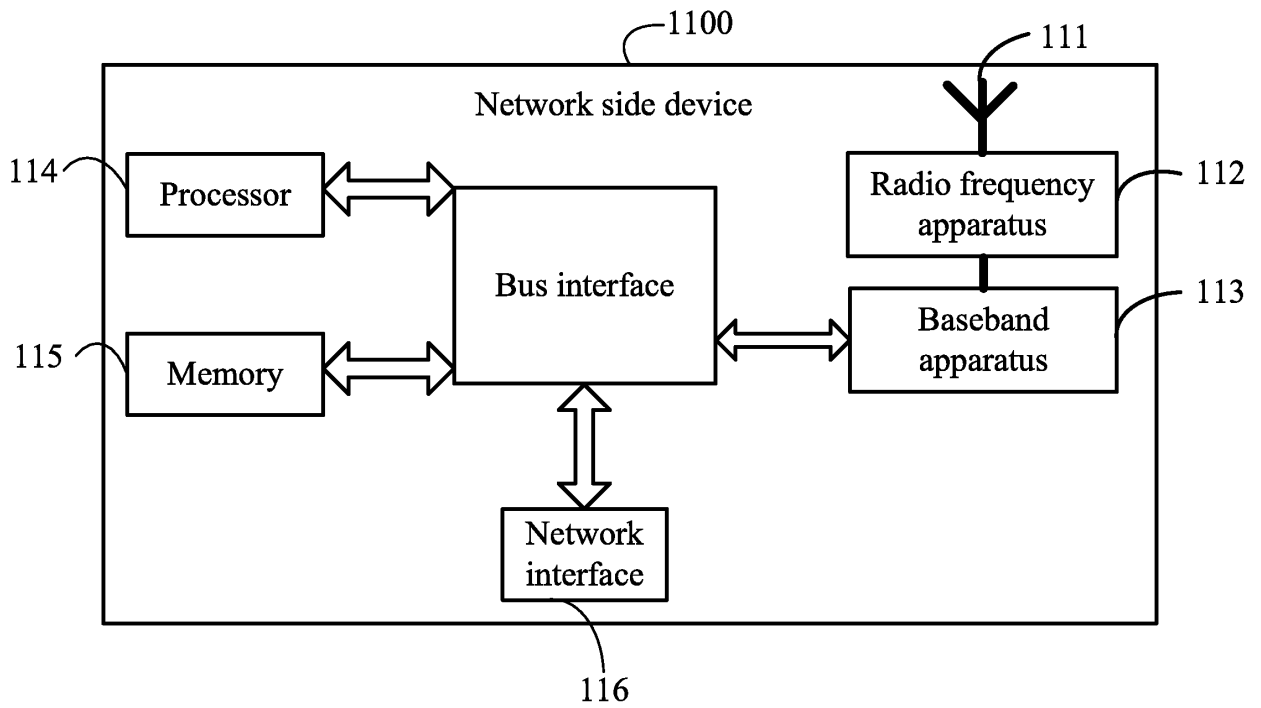 1100
111
Network side device
114
Processor
Radio frequency
apparatus
112
Bus interface
113
Baseband
apparatus
115
Memory
Network
interface
116